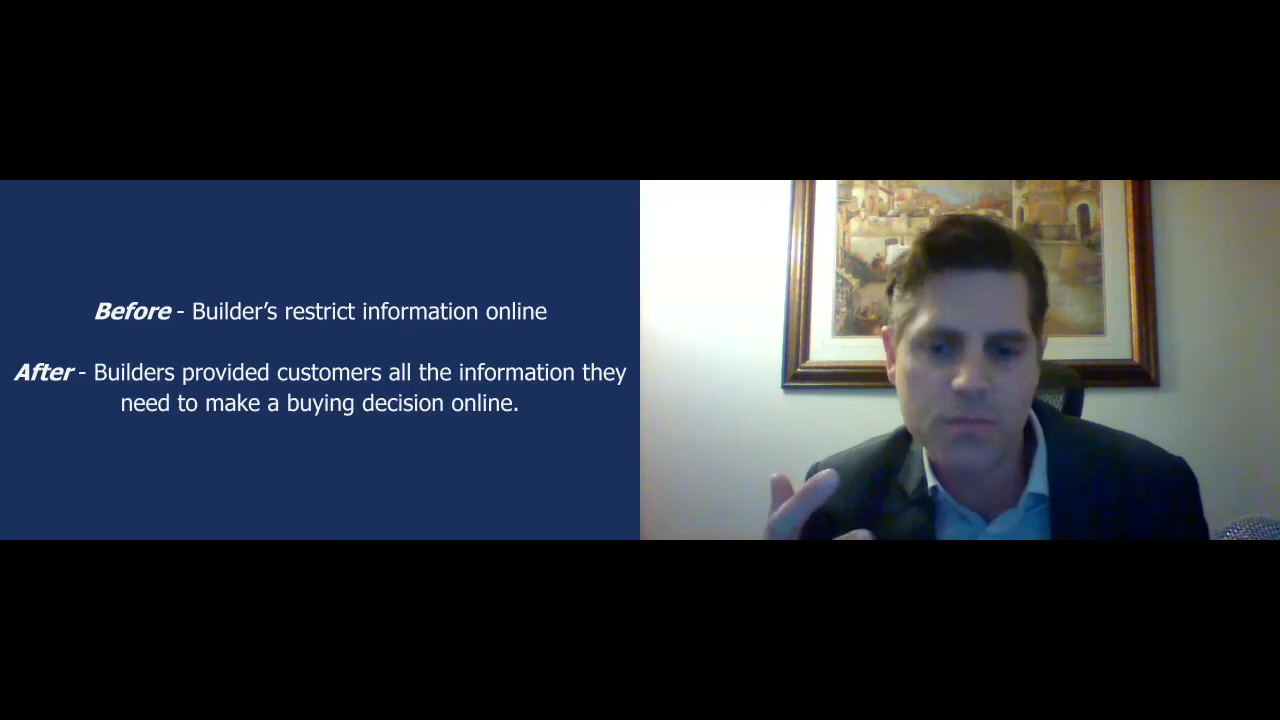 Before - Builder’s restrict information online
After - Builders provided customers all the information they
need to make a buying decision online.